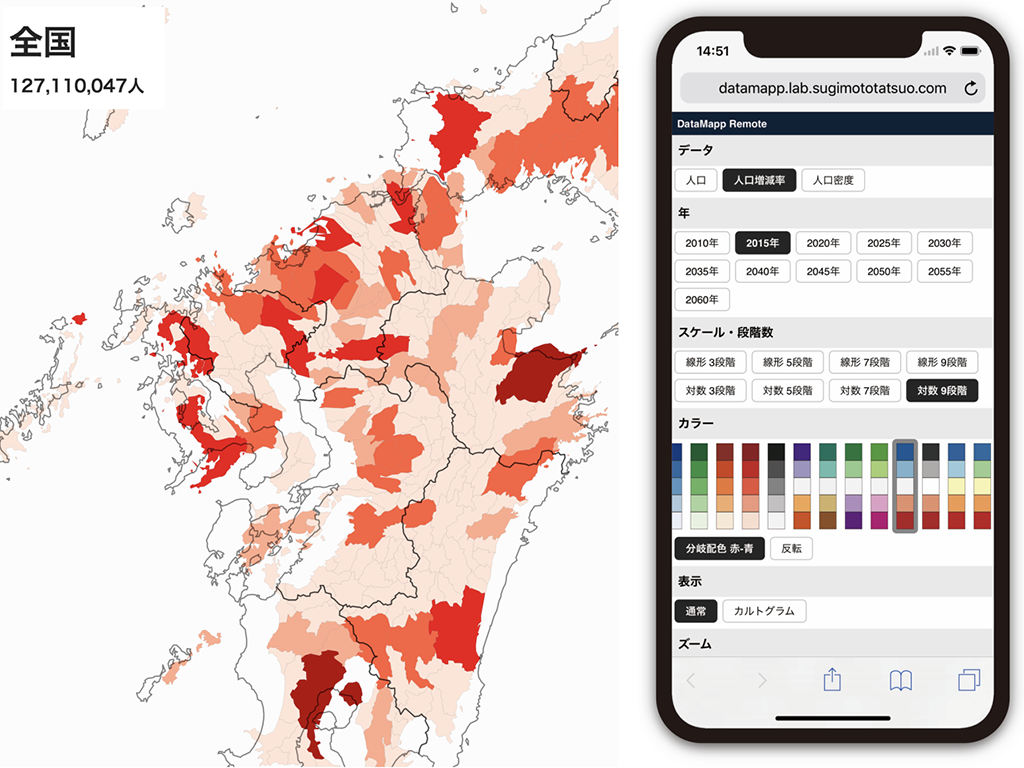 全国
127,110,047人
14:51
datamapp.lab.sugimototatsuo.com
DataMapp Remote
データ
人口 人口増減率 人口密度
年
2010年 2015年 2020年 2025年 2030年
2035年 2040年 2045年 2050年 2055年
2060年
スケール・段階数
線形 3段階 線形 5段階 線形 7段階 線形 9段階
対数 3段階 対数 5段階 対数 7段階 対数 9段階
カラー
分岐配色 赤-青 反転
表示
通常 カルトグラム
ズーム